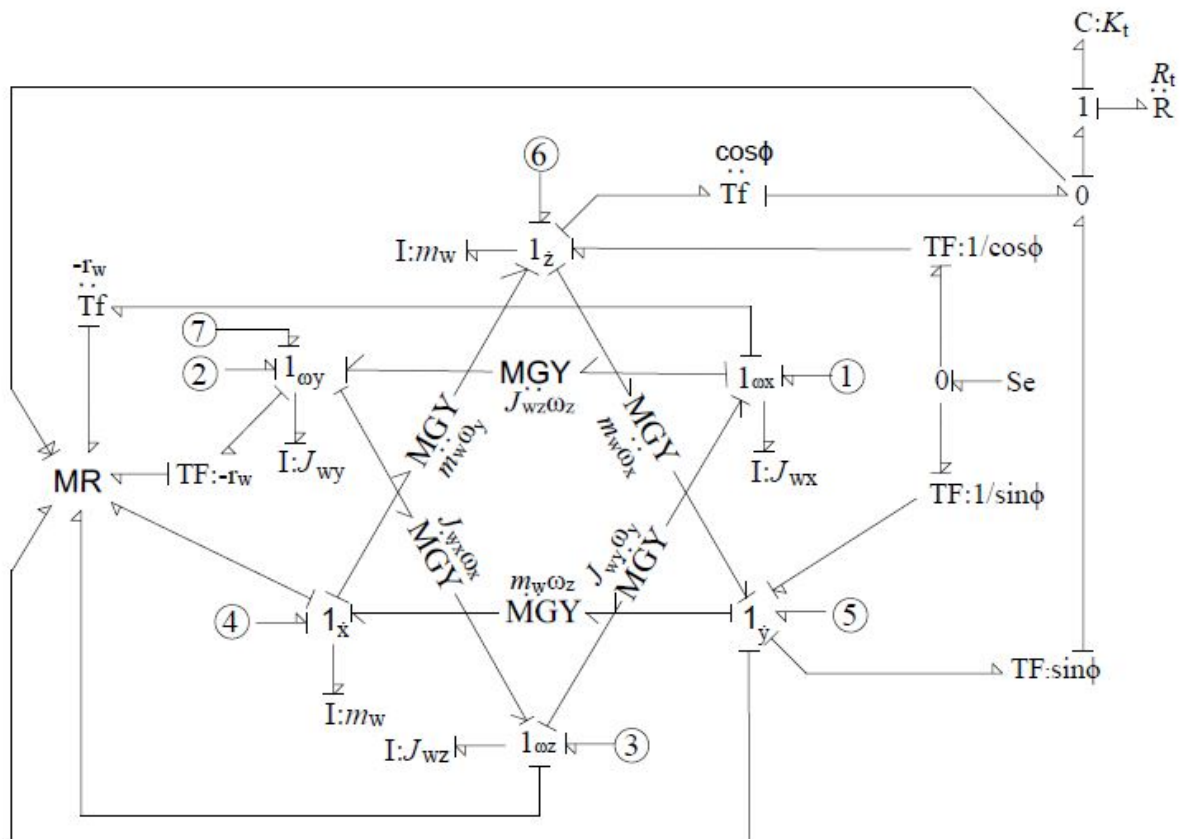 C:Kt
Rt
1
R
⑥
cosϕ
Tf
0
I:mw
1ż
TF:1/cosϕ
-rw
Tf
⑦
②
1ωy
MGY
Jwzωz
1ωx
①
0
Se
MGY
mwωy
MGY
mwωx
MR
TF:-rw
I:Jwy
I:Jwx
TF:1/sinϕ
Jwxωx
MGY
Jwyωy
MGY
mwωz
MGY
④
1ẋ
1ẏ
⑤
TF:sinϕ
I:mw
I:Jwz
1ωz
③